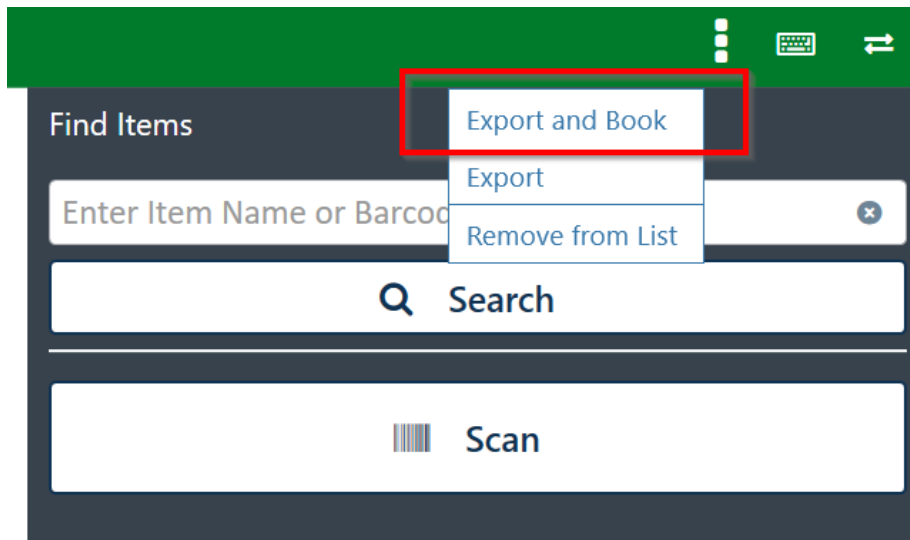 Find Items
Export and Book
Export
Enter Item Name or Barcod
Remove from List
Search
Scan